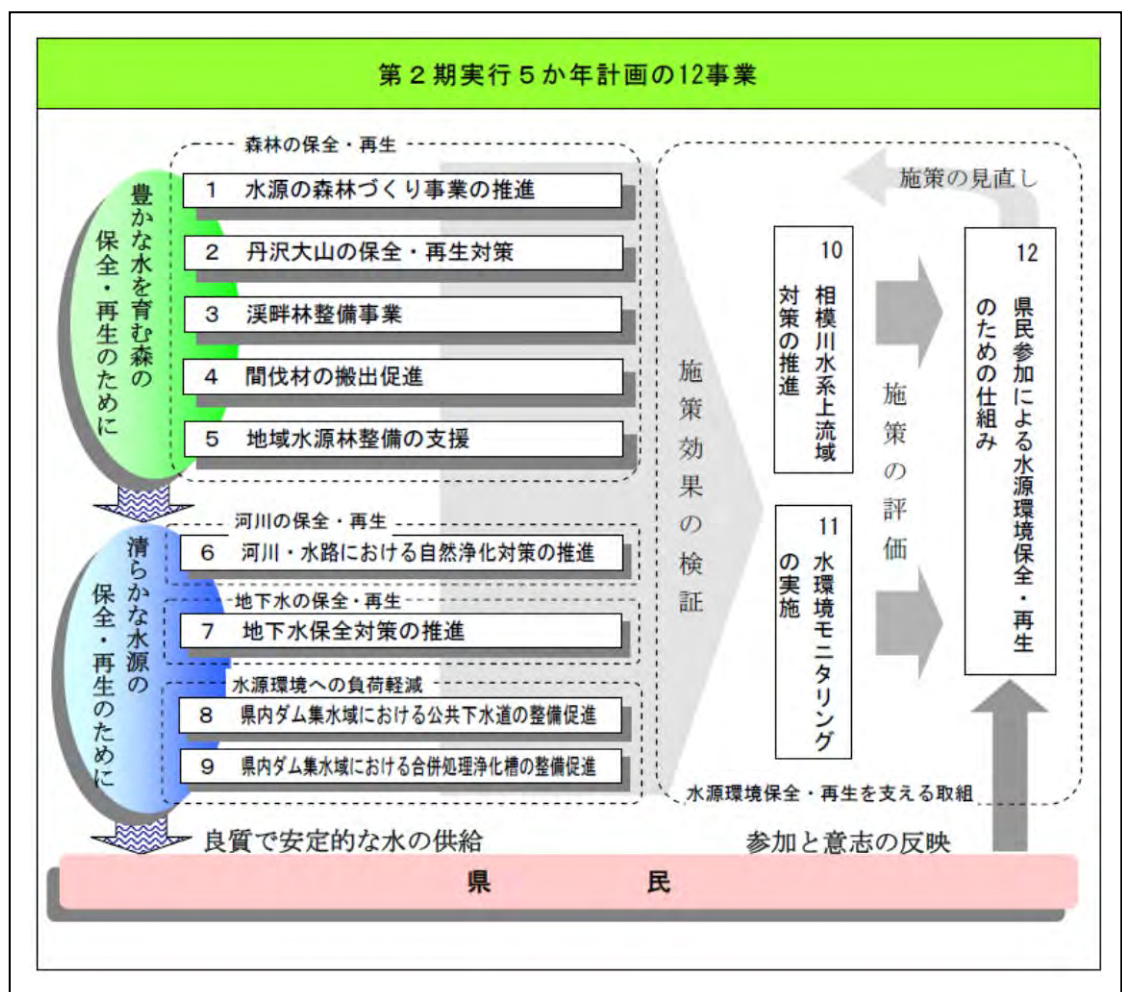 第２期実行５か年計画の12事業
豊かな水を育む森の
保全・再生のために
森林の保全・再生
1 水源の森林づくり事業の推進
2 丹沢大山の保全・再生対策
3 渓畔林整備事業
4 間伐材の搬出促進
5 地域水源林整備の支援
清らかな水源の
保全・再生のために
河川の保全・再生
6 河川・水路における自然浄化対策の推進
地下水の保全・再生
7 地下水保全対策の推進
水源環境への負荷軽減
8 県内ダム集水域における公共下水道の整備促進
9 県内ダム集水域における合併処理浄化槽の整備促進
施策効果の検証
10 相模川水系上流域
対策の推進
11 水環境モニタリング
の実施
施策の評価
12 県民参加による水源環境保全・再生
のための仕組み
施策の見直し
水源環境保全・再生を支える取組
良質で安定的な水の供給
参加と意志の反映
県 民